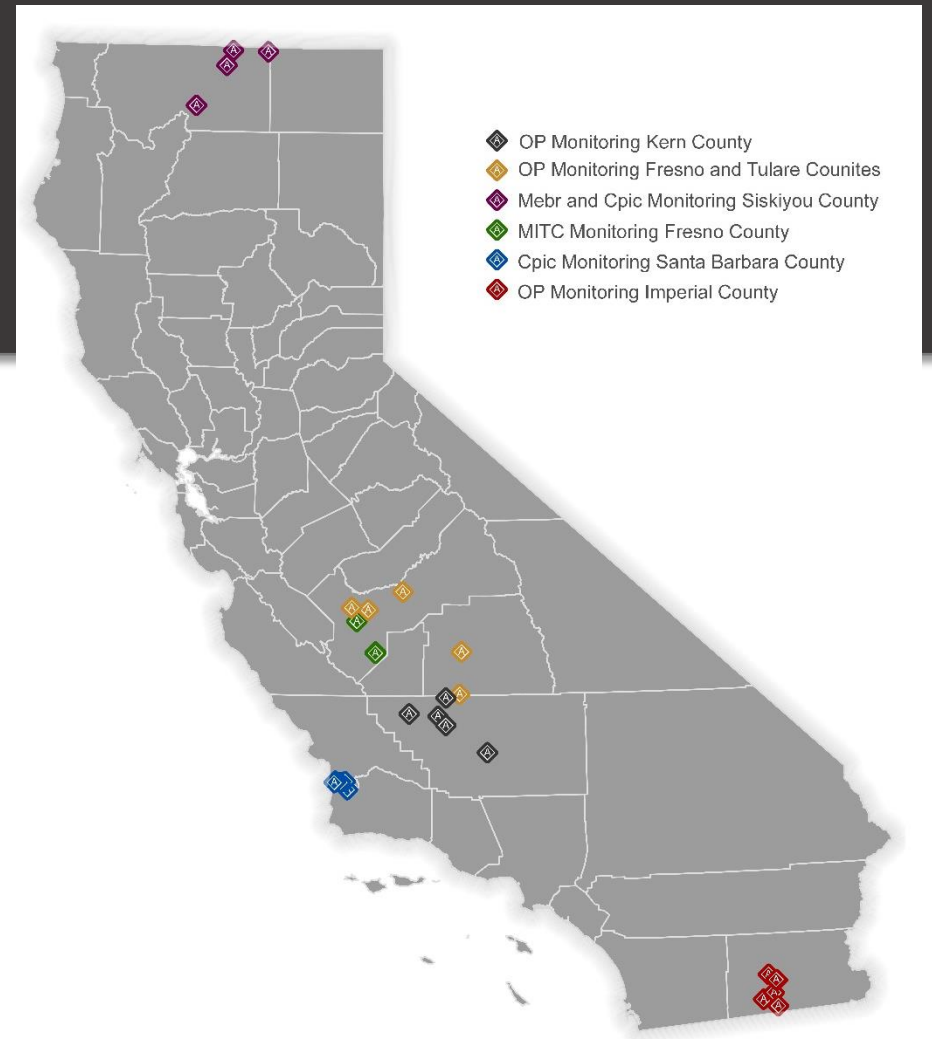 OP Monitoring Kern County
OP Monitoring Fresno and Tulare Counites
Mebr and Cpic Monitoring Siskiyou County
MITC Monitoring Fresno County
Cpic Monitoring Santa Barbara County
OP Monitoring Imperial County